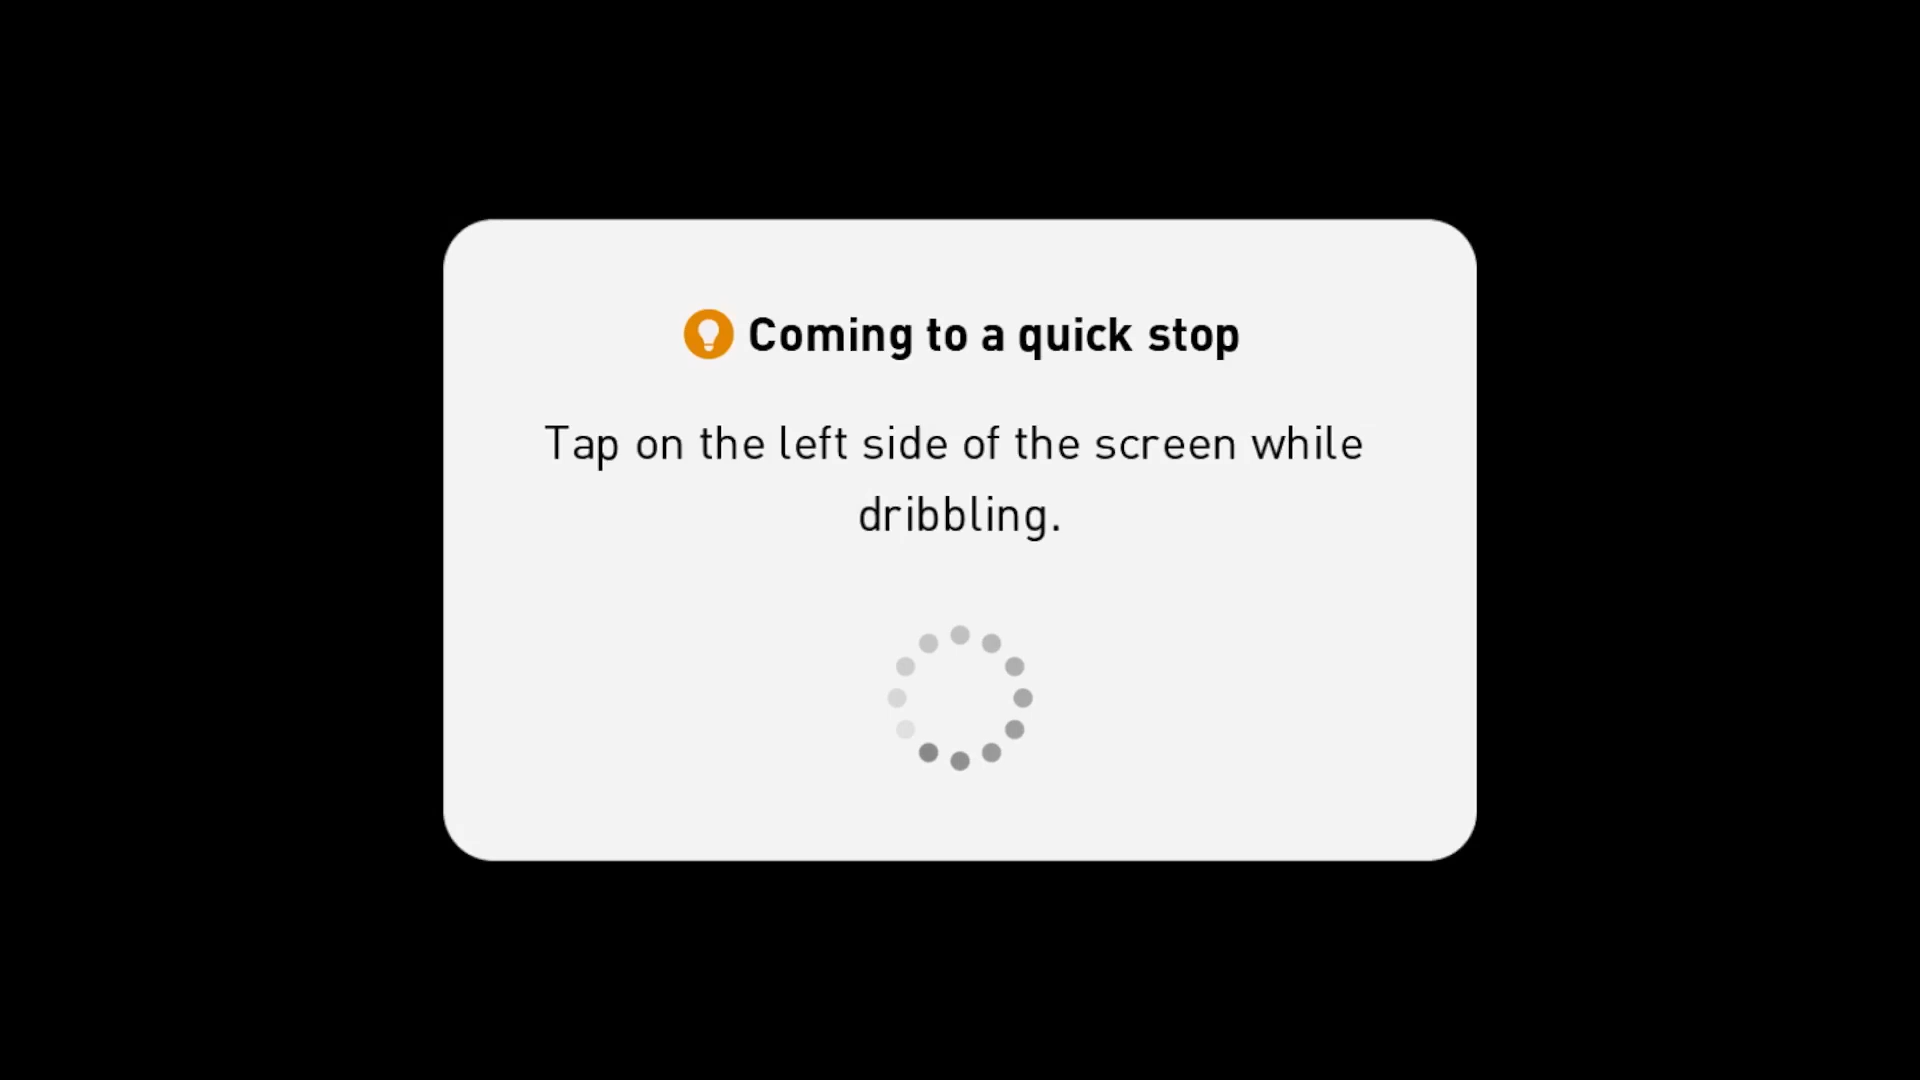 Coming to a quick stop
Tap on the left side of the screen while
dribbling.